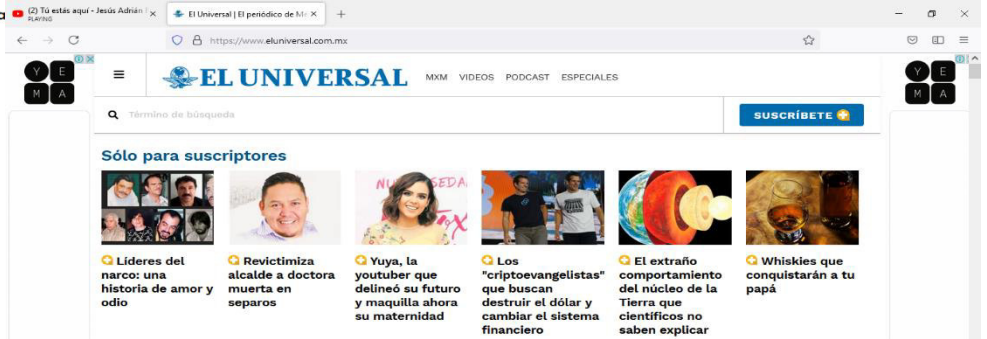 (2) Tú estás aquí - Jesús Adrián
PLAYING
El Universal | El periódico de Mé
https://www.eluniversal.com.mx
Y E
M A
EL UNIVERSAL
MXM VIDEOS PODCAST ESPECIALES
Y E
M A
Término de búsqueda
SUSCRÍBETE
Sólo para suscriptores
Líderes del
narco: una
historia de amor y
odio
Revictimiza
alcalde a doctora
muerta en
separos
Yuya, la
youtuber que
delineó su futuro
y maquilla ahora
su maternidad
Los
"criptoevangelistas"
que buscan
destruir el dólar y
cambiar el sistema
financiero
El extraño
comportamiento
del núcleo de la
Tierra que
científicos no
saben explicar
Whiskies que
conquistarán a tu
papá